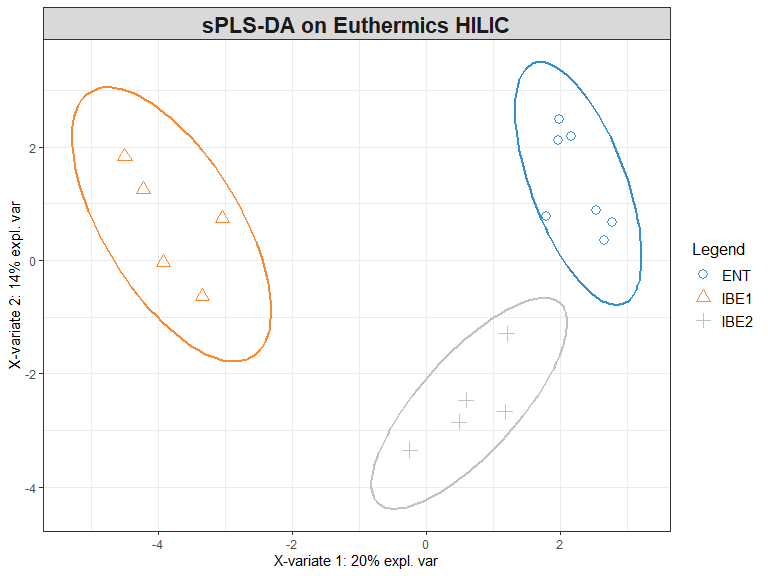 sPLS-DA on Euthermics HILIC
X-variate 2: 14% expl. var
2
0
-2
-4
-4
-2
0
2
X-variate 1: 20% expl. var
Legend
ENT
IBE1
IBE2